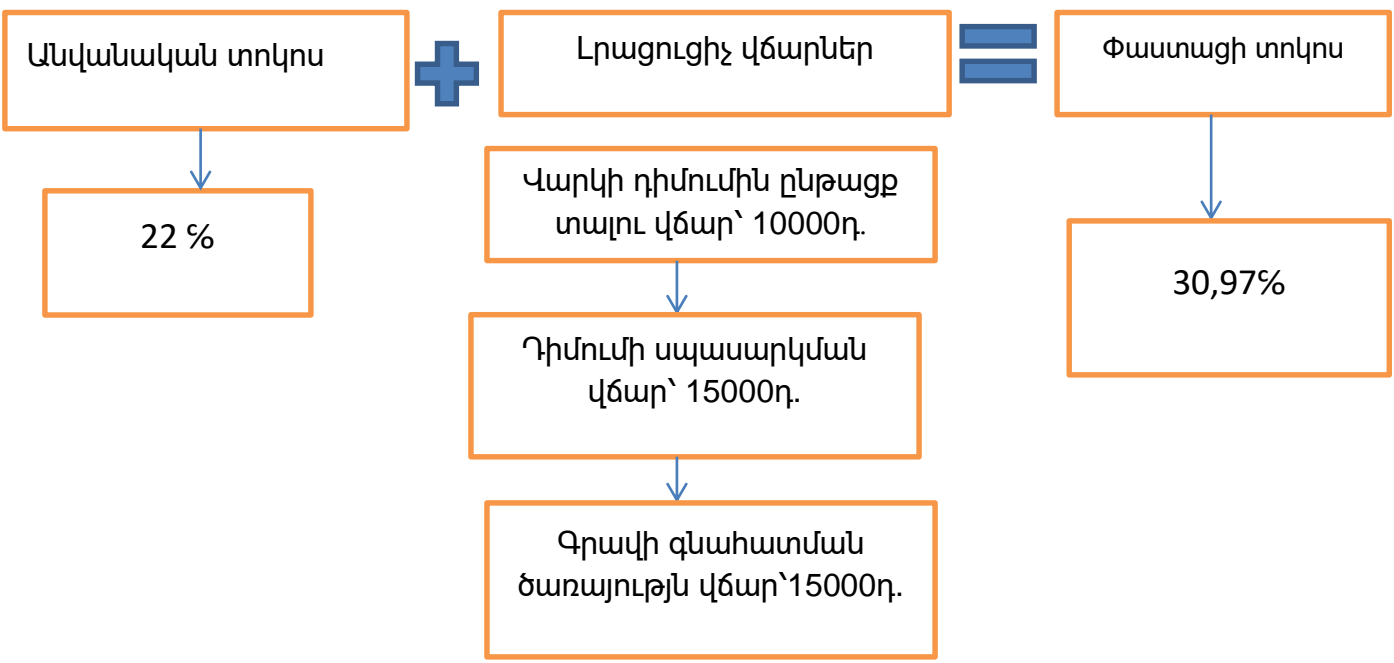 Անվանական տոկոս
Լրացուցիչ վճարներ
Փաստացի տոկոս
22 ℅
Վարկի դիմումին ընթացք
տալու վճար՝ 10000դ.
Դիմումի սպասարկման
վճար՝ 15000դ.
Գրավի գնահատման
ծառայությն վճար՝15000դ.
30,97℅